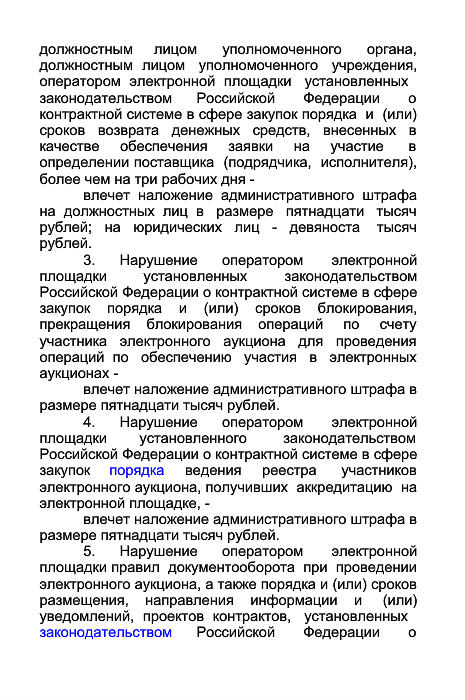 должностным лицом уполномоченного органа,
должностным лицом уполномоченного учреждения,
оператором электронной площадки установленных
законодательством Российской Федерации о
контрактной системе в сфере закупок порядка и (или)
сроков возврата денежных средств, внесенных в
качестве обеспечения заявки на участие в
определении поставщика (подрядчика, исполнителя),
более чем на три рабочих дня -
влечет наложение административного штрафа
на должностных лиц в размере пятнадцати тысяч
рублей; на юридических лиц - девяноста тысяч
рублей.
3. Нарушение оператором электронной
площадки установленных законодательством
Российской Федерации о контрактной системе в сфере
закупок порядка и (или) сроков блокирования,
прекращения блокирования операций по счету
участника электронного аукциона для проведения
операций по обеспечению участия в электронных
аукционах -
влечет наложение административного штрафа в
размере пятнадцати тысяч рублей.
4. Нарушение оператором электронной
площадки установленного законодательством
Российской Федерации о контрактной системе в сфере
закупок порядка ведения реестра участников
электронного аукциона, получивших аккредитацию на
электронной площадке, -
влечет наложение административного штрафа в
размере пятнадцати тысяч рублей.
5. Нарушение оператором электронной
площадки правил документооборота при проведении
электронного аукциона, а также порядка и (или) сроков
размещения, направления информации и (или)
уведомлений, проектов контрактов, установленных
законодательством Российской Федерации о